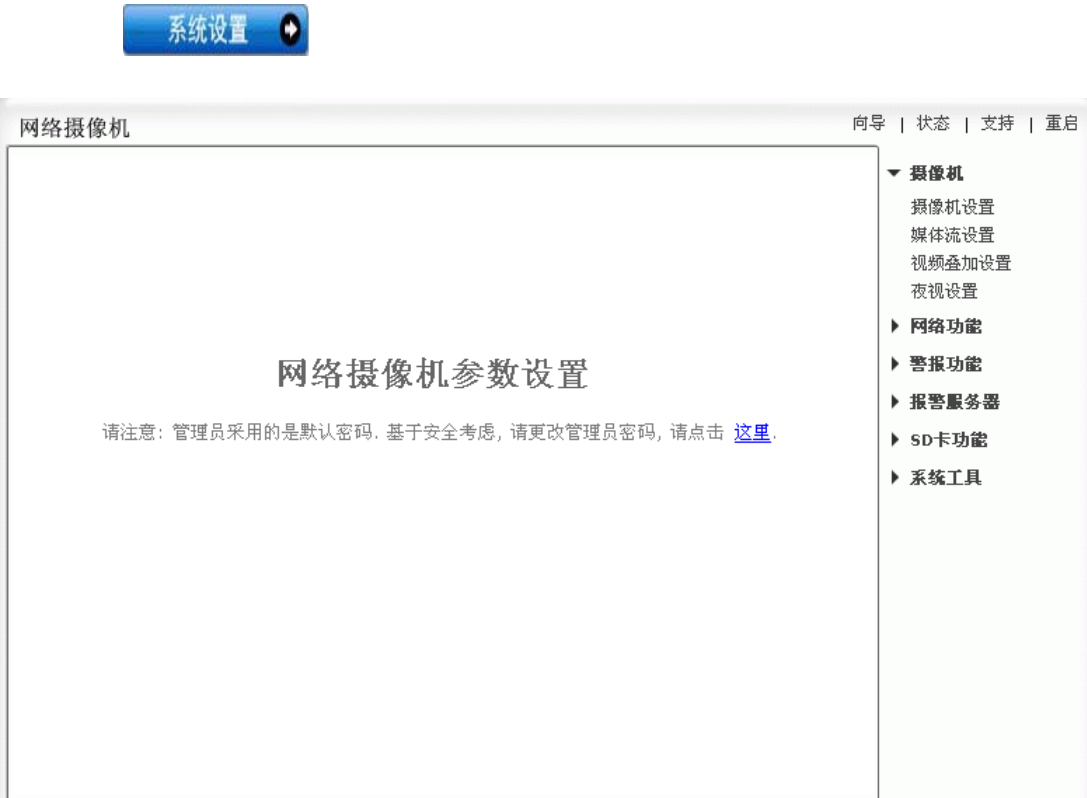 系统设置
网络摄像机
向导 | 状态 | 支持 | 重启
网络摄像机参数设置
请注意: 管理员采用的是默认密码. 基于安全考虑, 请更改管理员密码, 请点击 这里.
摄像机
摄像机设置
媒体流设置
视频叠加设置
夜视设置
网络功能
警报功能
报警服务器
SD卡功能
系统工具